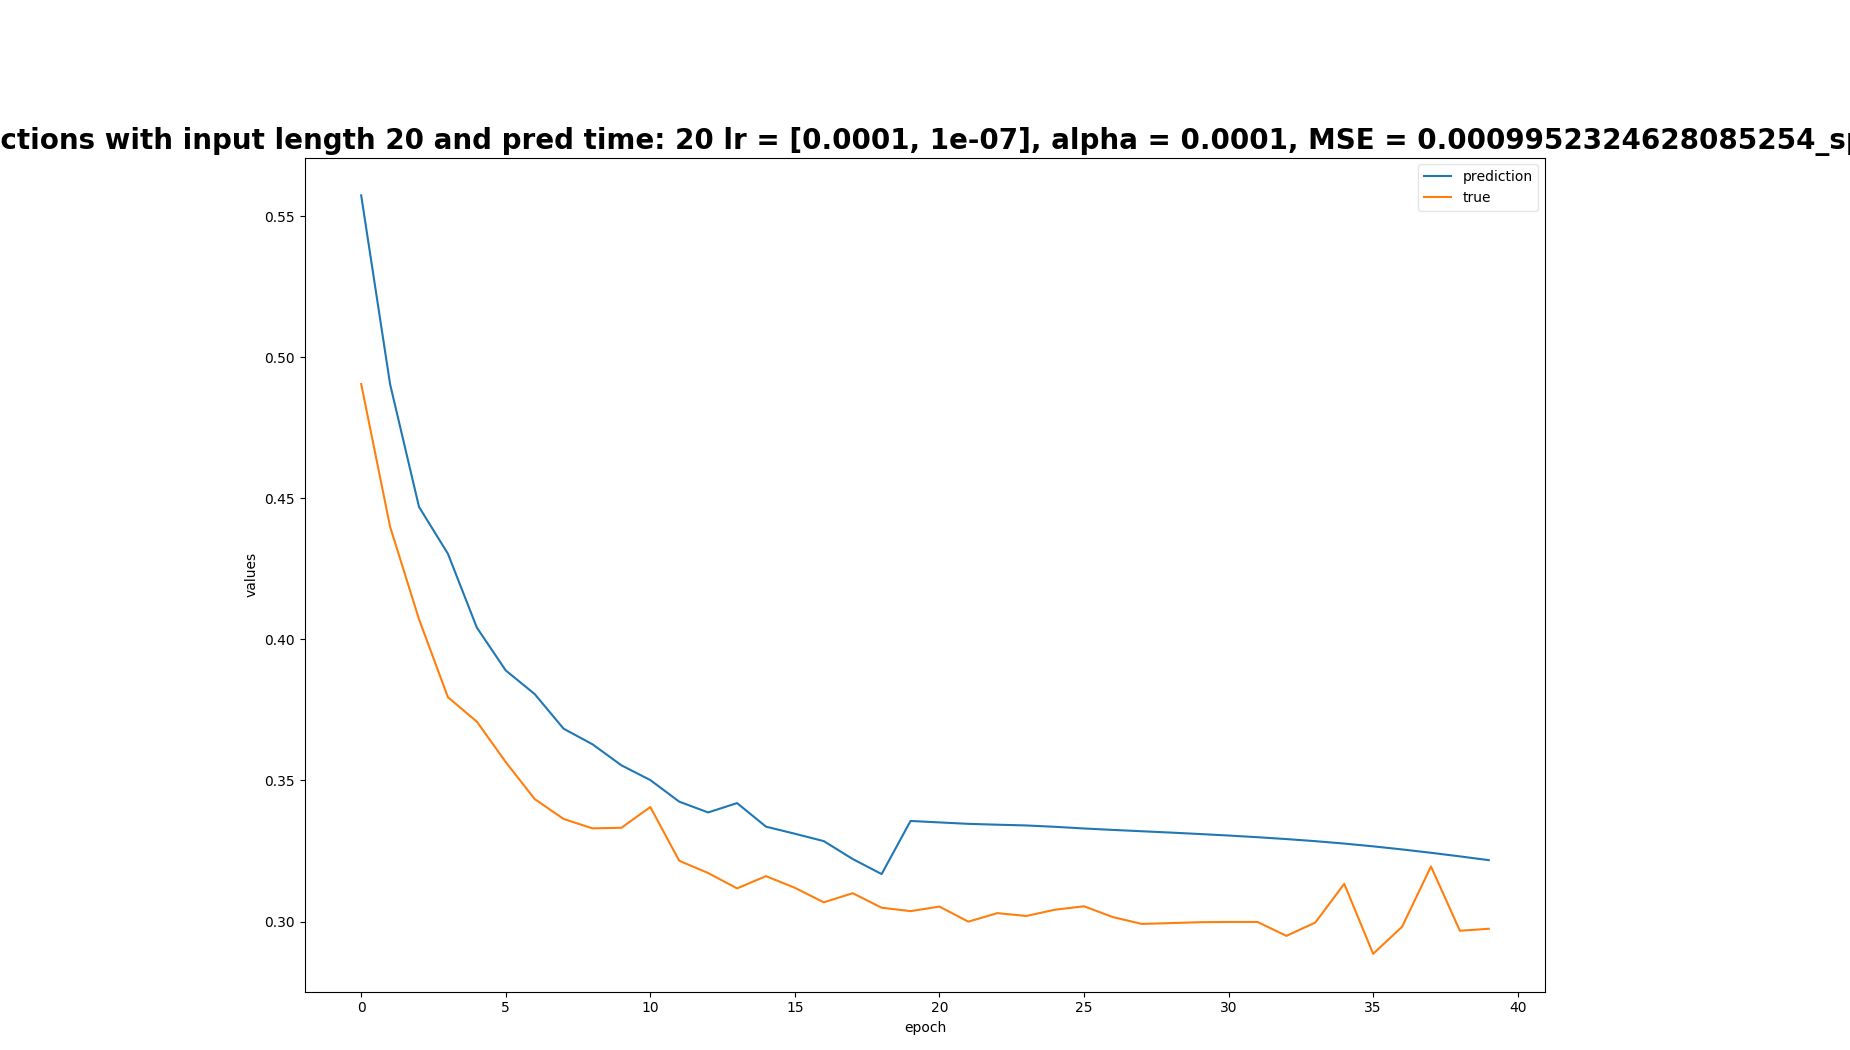 ctions with input length 20 and pred time: 20 lr = [0.0001, 1e-07], alpha = 0.0001, MSE = 0.0009952324628085254_sp
prediction
true
0.55
0.50
0.45
0.40
0.35
0.30
values
0 5 10 15 20 25 30 35 40
epoch